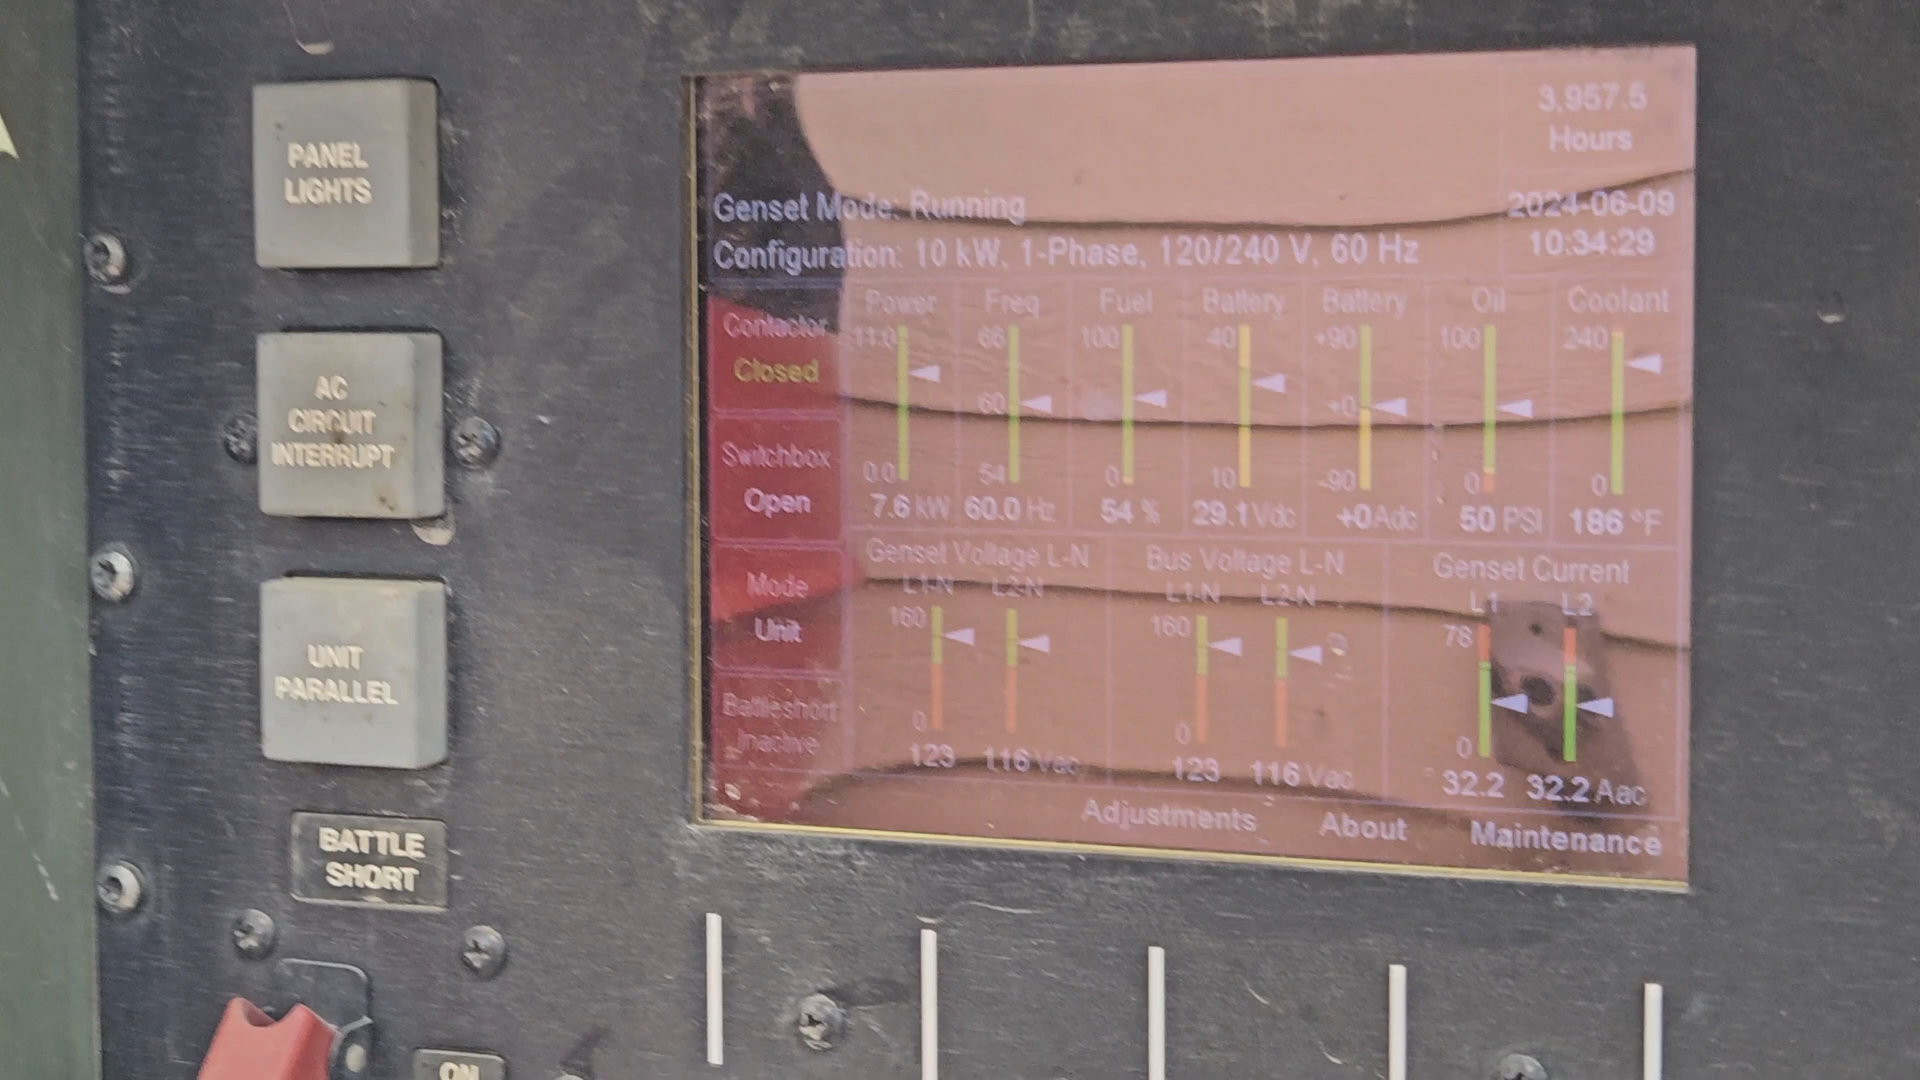 PANEL
LIGHTS
AC
CIRCUIT
INTERRUPT
UNIT
PARALLEL
BATTLE
SHORT
ON
3,957.5
Hours
Genset Mode: Running
2024-06-09
Configuration: 10 kW, 1-Phase, 120/240 V, 60 Hz
10:34:29
Contactor
Closed
Switchbox
Open
Mode
Unit
Battleshort
Inactive
Power Freq Fuel Battery Battery Oil Coolant
11.0 66 100 40 +90 100 240
60 +0
0.0 54 0 10 -90 0 0
7.6 kW 60.0 Hz 54 % 29.1 Vdc +0 Adc 50 PSI 186 °F
Genset Voltage L-N Bus Voltage L-N Genset Current
L1-N L2-N L1-N L2-N L1 L2
160 160 78
0 0 0
123 116 Vac 123 116 Vac 32.2 32.2 Aac
Adjustments About Maintenance